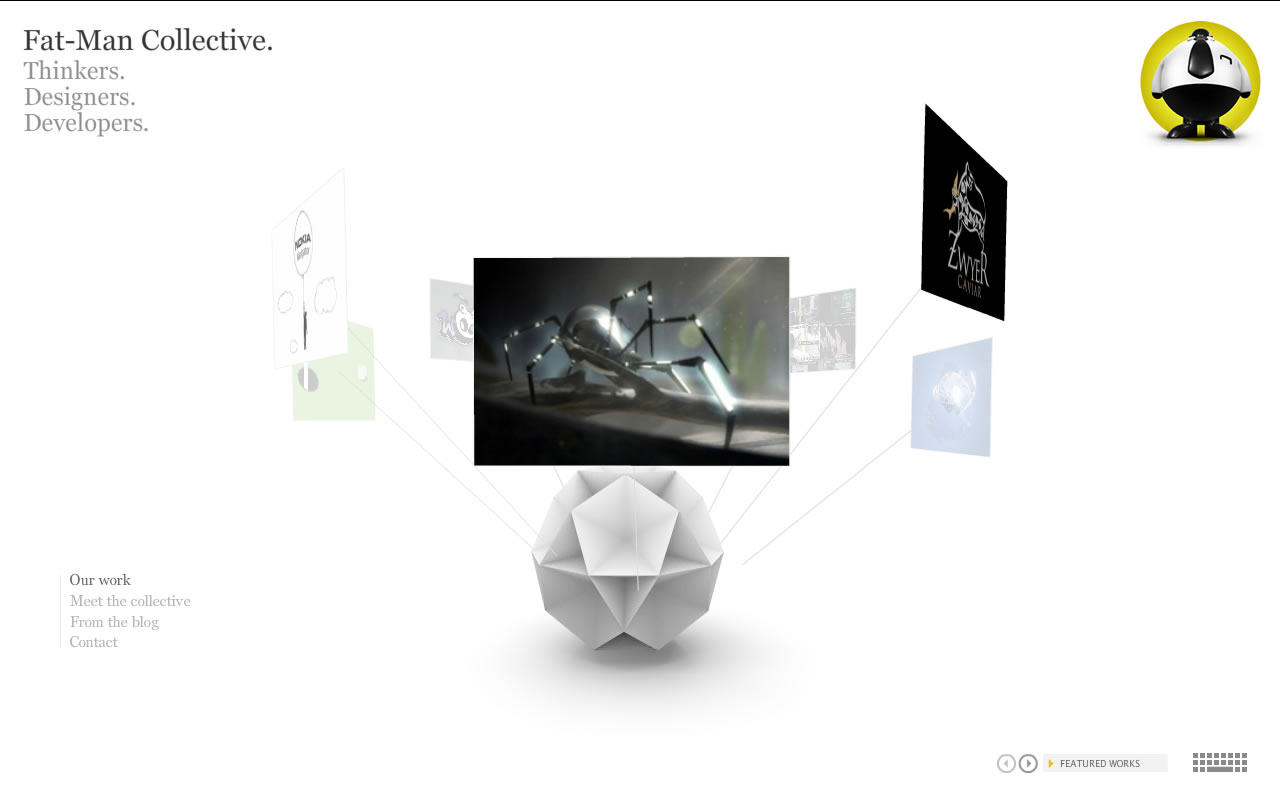 Fat-Man Collective.
Thinkers.
Designers.
Developers.
NOKIA
ZWYER
CAVIAR
Our work
Meet the collective
From the blog
Contact
FEATURED WORKS